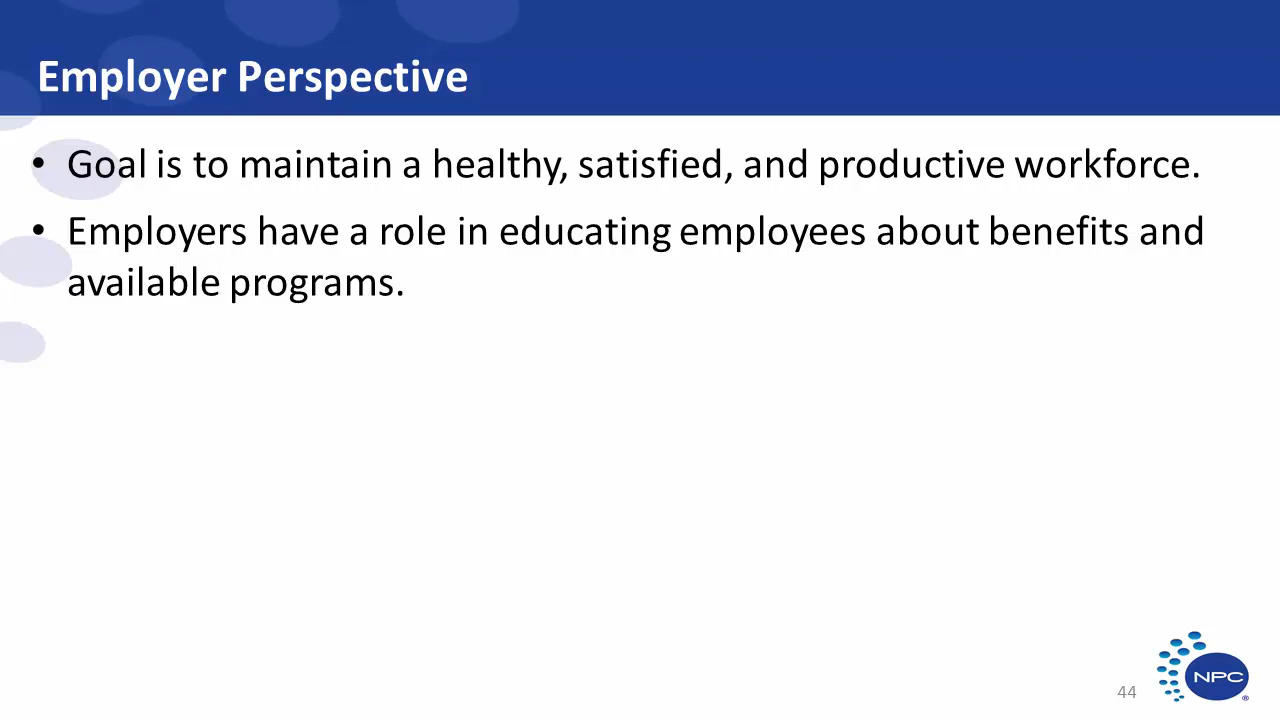 Employer Perspective
• Goal is to maintain a healthy, satisfied, and productive workforce.
• Employers have a role in educating employees about benefits and
available programs.
44
NPC
®